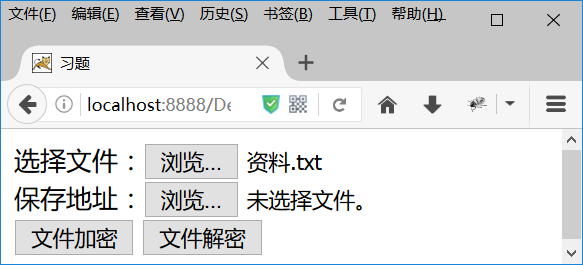 文件(F) 编辑(E) 查看(V) 历史(S) 书签(B) 工具(T) 帮助(H)
习题
localhost:8888/De
选择文件：浏览... 资料.txt
保存地址：浏览... 未选择文件。
文件加密 文件解密